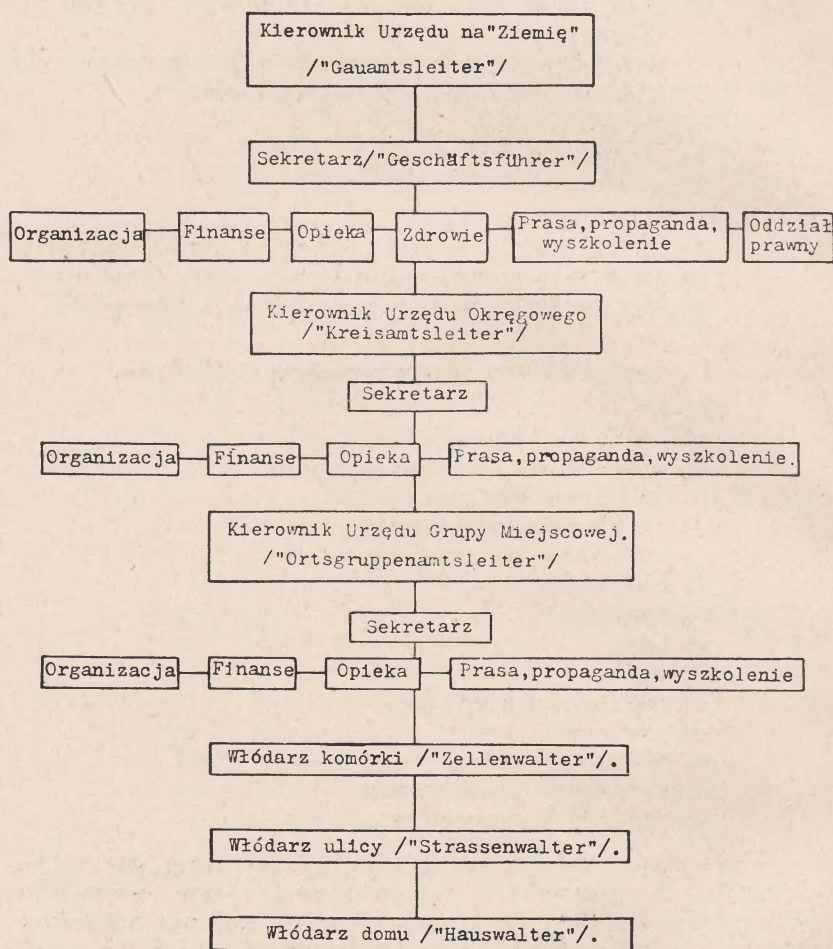 Kierownik Urzędu na"Ziemię"
/"Gauamtsleiter"/
Sekretarz/"Geschäftsführer"/
Organizacja
Finanse
Opieka
Zdrowie
Prasa,propaganda,
wyszkolenie
Oddział
prawny
Kierownik Urzędu Okręgowego
/"Kreisamtsleiter"/
Sekretarz
Organizacja
Finanse
Opieka
Prasa,propaganda,wyszkolenie.
Kierownik Urzędu Grupy Miejscowej.
/"Ortsgruppenamtsleiter"/
Sekretarz
Organizacja
Finanse
Opieka
Prasa,propaganda,wyszkolenie
Włódarz komórki /"Zellenwalter"/.
Włódarz ulicy /"Strassenwalter"/.
Włódarz domu /"Hauswalter"/.